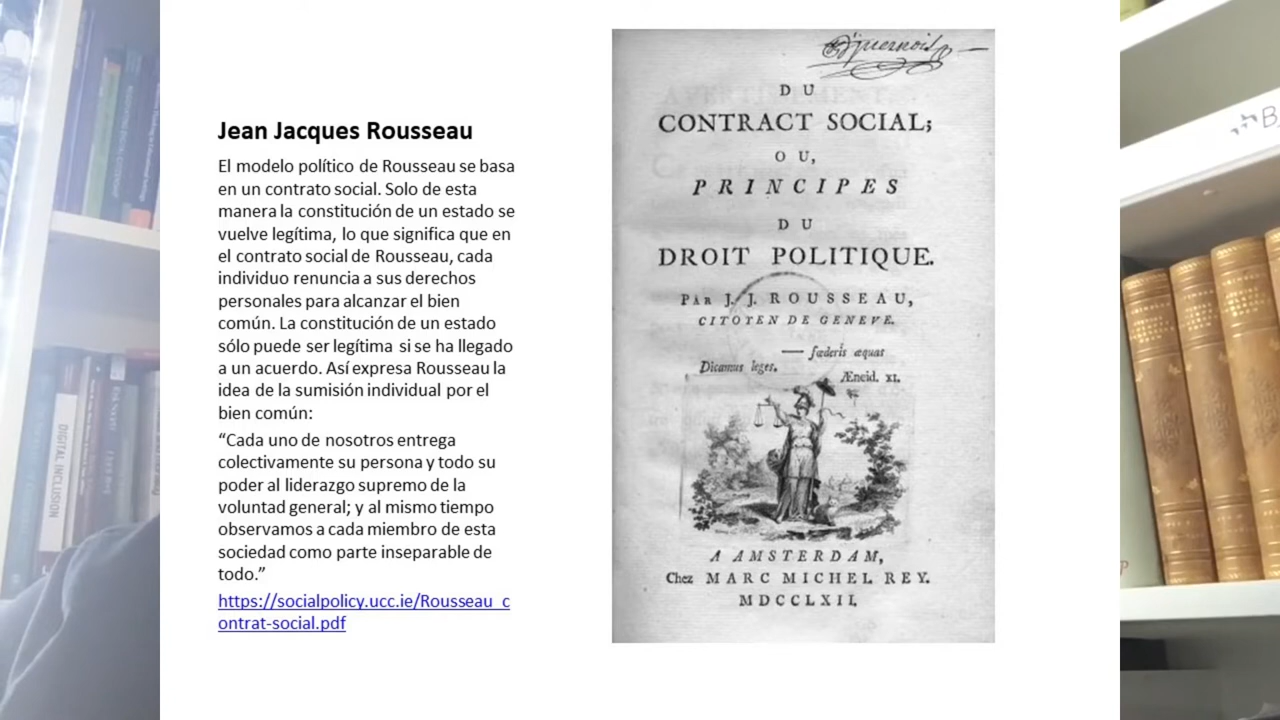 Jean Jacques Rousseau
El modelo político de Rousseau se basa
en un contrato social. Solo de esta
manera la constitución de un estado se
vuelve legítima, lo que significa que en
el contrato social de Rousseau, cada
individuo renuncia a sus derechos
personales para alcanzar el bien
común. La constitución de un estado
sólo puede ser legítima si se ha llegado
a un acuerdo. Así expresa Rousseau la
idea de la sumisión individual por el
bien común:
“Cada uno de nosotros entrega
colectivamente su persona y todo su
poder al liderazgo supremo de la
voluntad general; y al mismo tiempo
observamos a cada miembro de esta
sociedad como parte inseparable de
todo.”
https://socialpolicy.ucc.ie/Rousseau_c
ontrat-social.pdf
DU
CONTRACT SOCIAL;
OU,
PRINCIPES
DU
DROIT POLITIQUE.
PAR J. J. ROUSSEAU,
CITOYEN DE GENEVE.
— fœderis æquas
Dicamus leges.
Æneid. XI.
A AMSTERDAM,
Chez MARC MICHEL REY.
MDCCLXII.
DIGITAL INCLUSION